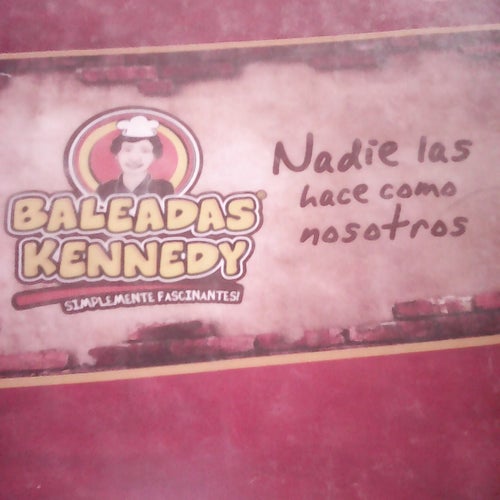 BALEADAS®
KENNEDY
SIMPLEMENTE FASCINANTES!
Nadie las
hace como
nosotros